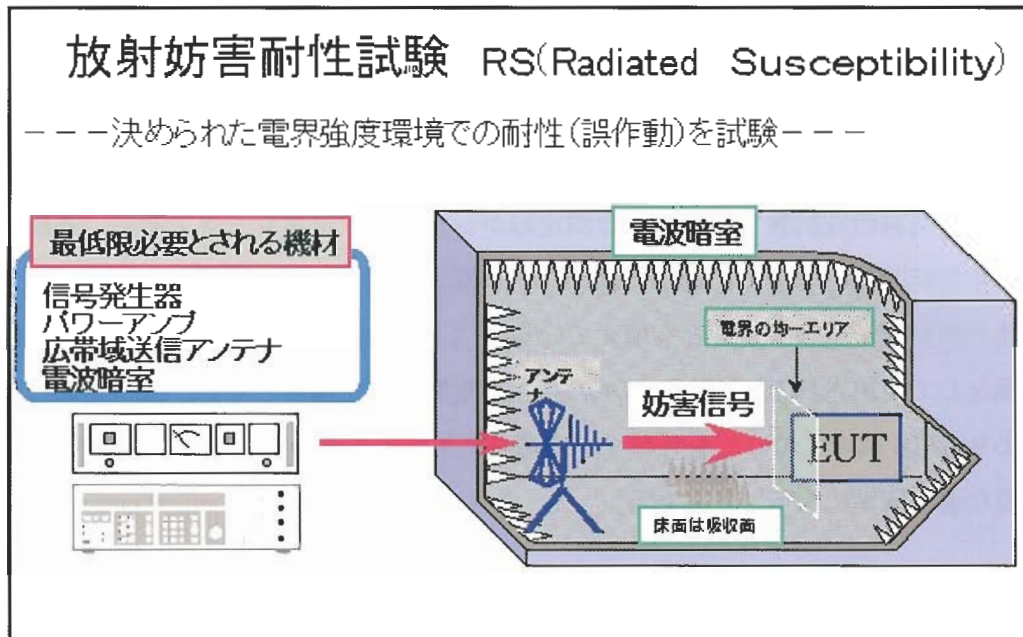 放射妨害耐性試験 RS(Radiated Susceptibility)
---決められた電界強度環境での耐性(誤作動)を試験---
最低限必要とされる機材
信号発生器
パワーアンプ
広帯域送信アンテナ
電波暗室
電波暗室
電界の均一エリア
アンテ
ナ
妨害信号
EUT
床面は吸収面